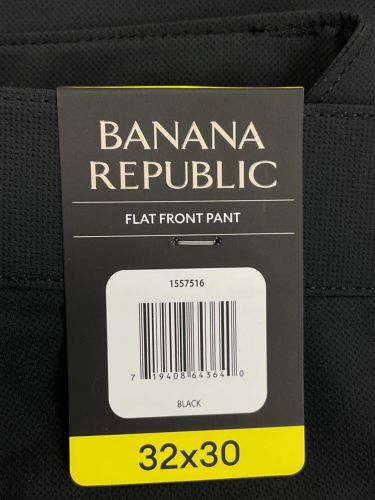 BANANA
REPUBLIC
FLAT FRONT PANT
1557516
7 19408 64364 0
BLACK
32x30